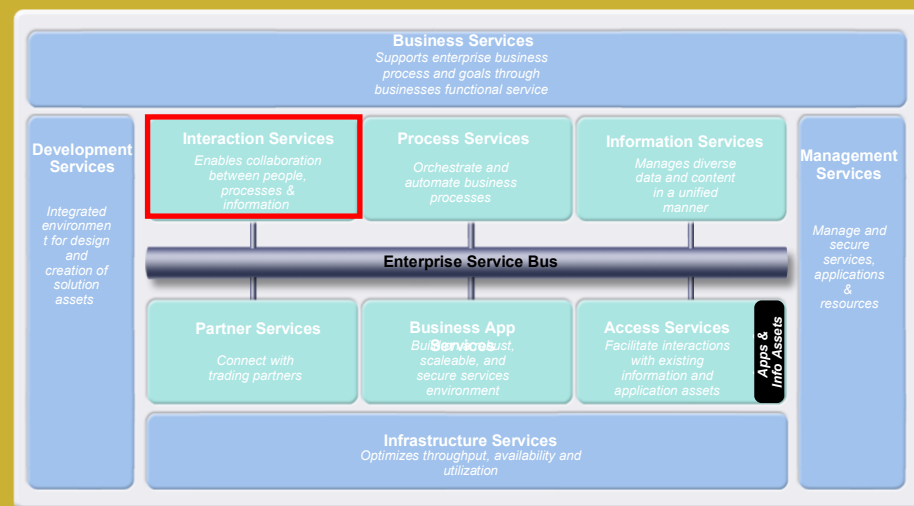 Business Services
Supports enterprise business
process and goals through
businesses functional service
Development
Services
Integrated
environmen
t for design
and
creation of
solution
assets
Interaction Services
Enables collaboration
between people,
processes &
information
Process Services
Orchestrate and
automate business
processes
Information Services
Manages diverse
data and content
in a unified
manner
Management
Services
Manage and
secure
services,
applications
&
resources
Enterprise Service Bus
Partner Services
Connect with
trading partners
Business App
Services
scaleable, and
secure services
environment
Access Services
Facilitate interactions
with existing
information and
application assets
Apps &
Info Assets
Infrastructure Services
Optimizes throughput, availability and
utilization